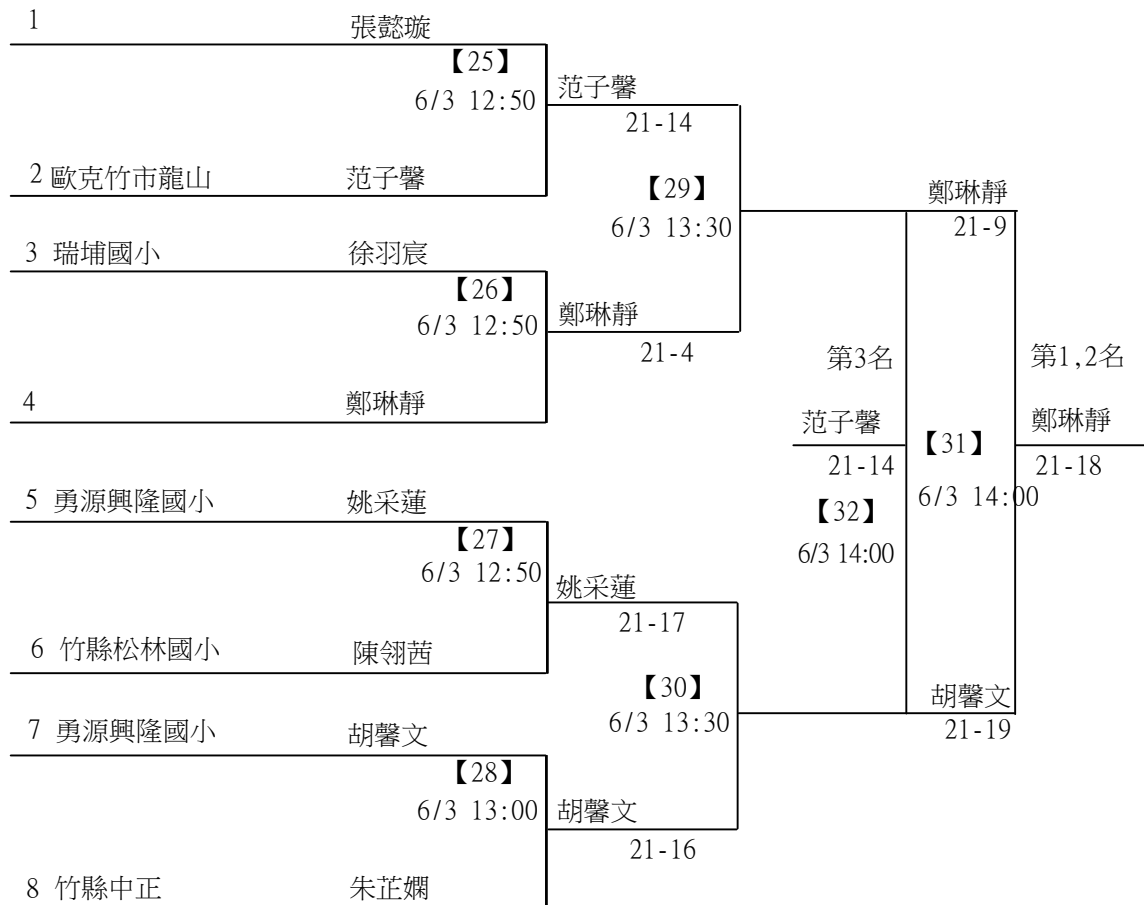 1 張懿璇
【25】
6/3 12:50
范子馨
21-14
2 歐克竹市龍山 范子馨
【29】
6/3 13:30
鄭琳靜
21-9
3 瑞埔國小 徐羽宸
【26】
6/3 12:50
鄭琳靜
21-4
第3名
第1,2名
4 鄭琳靜
范子馨
21-14
【31】
6/3 14:00
鄭琳靜
21-18
【32】
6/3 14:00
5 勇源興隆國小 姚采蓮
【27】
6/3 12:50
姚采蓮
21-17
6 竹縣松林國小 陳翎茜
【30】
6/3 13:30
胡馨文
21-19
7 勇源興隆國小 胡馨文
【28】
6/3 13:00
胡馨文
21-16
8 竹縣中正 朱芷嫻